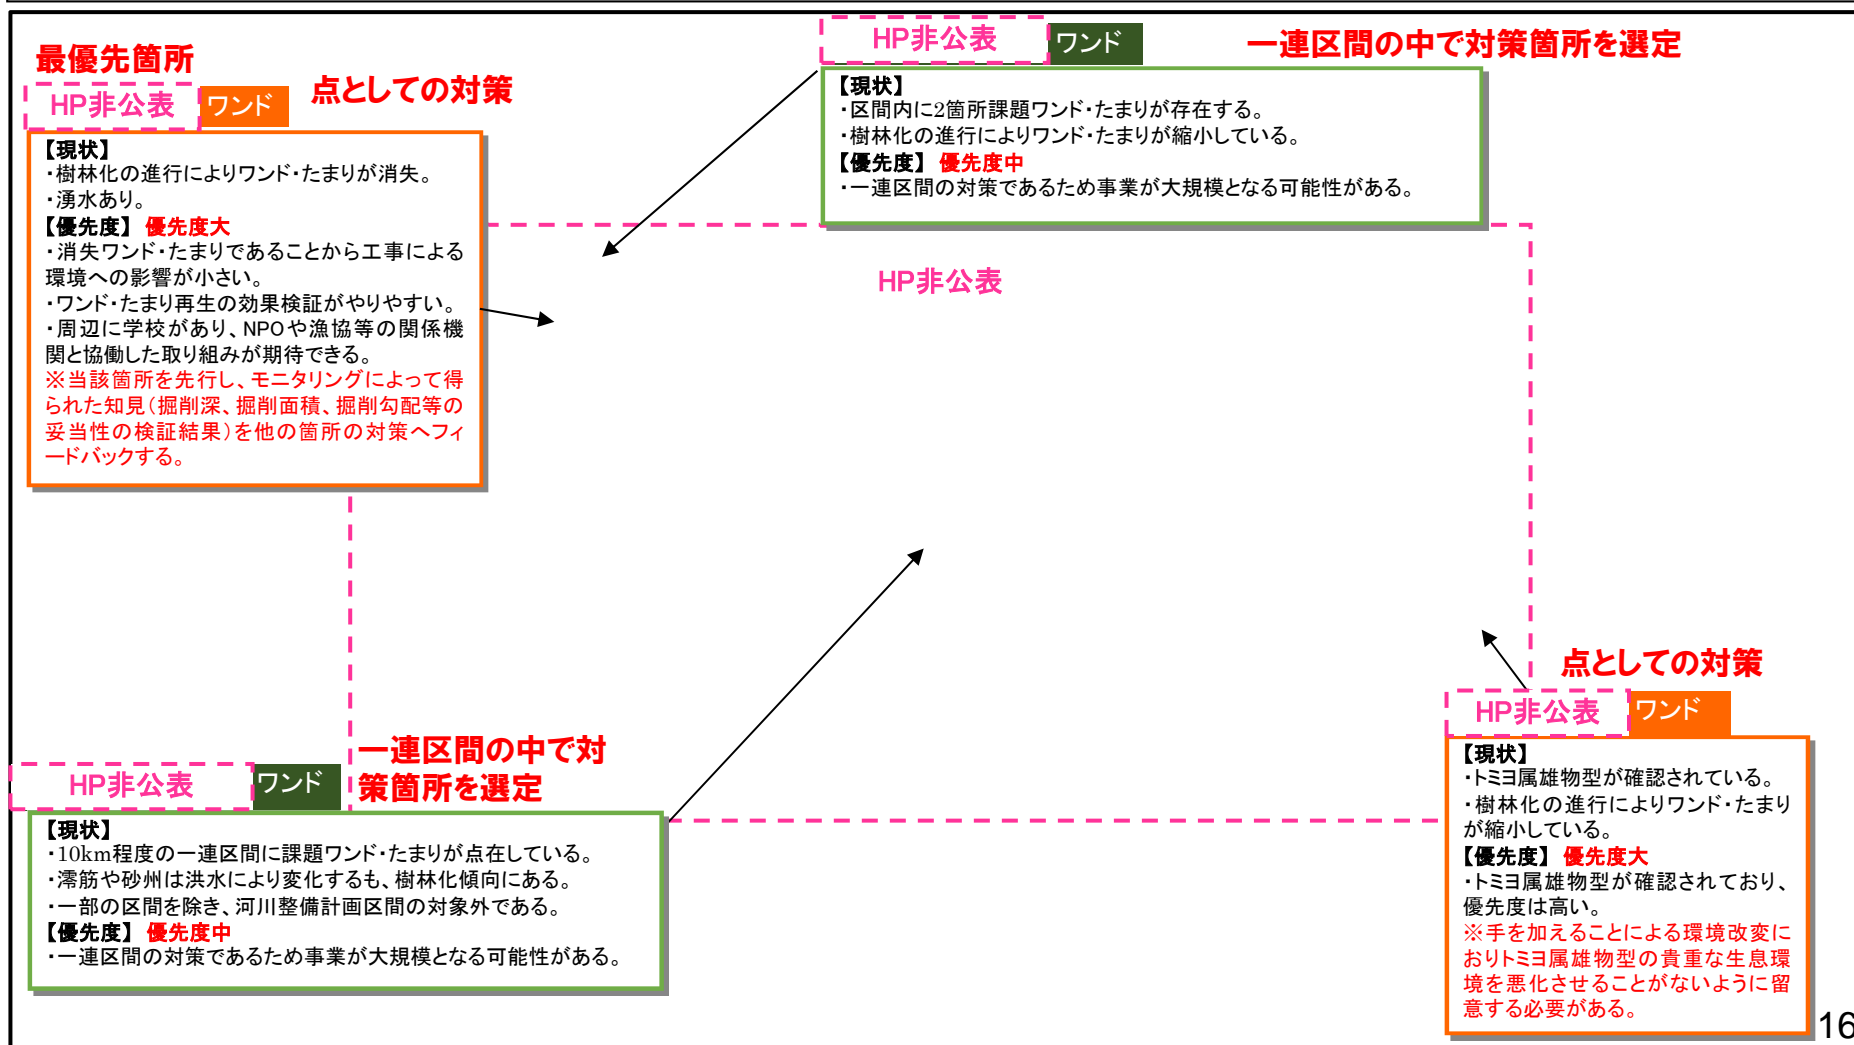 最優先箇所
点としての対策
HP非公表 ワンド
【現状】
・樹林化の進行によりワンド・たまりが消失。
・湧水あり。
【優先度】 優先度大
・消失ワンド・たまりであることから工事による
環境への影響が小さい。
・ワンド・たまり再生の効果検証がやりやすい。
・周辺に学校があり、NPOや漁協等の関係機
関と協働した取り組みが期待できる。
※当該箇所を先行し、モニタリングによって得
られた知見(掘削深、掘削面積、掘削勾配等の
妥当性の検証結果)を他の箇所の対策へフィ
ードバックする。
HP非公表 ワンド
一連区間の中で対策箇所を選定
【現状】
・区間内に2箇所課題ワンド・たまりが存在する。
・樹林化の進行によりワンド・たまりが縮小している。
【優先度】 優先度中
・一連区間の対策であるため事業が大規模となる可能性がある。
HP非公表
一連区間の中で対
策箇所を選定
HP非公表 ワンド
【現状】
・10km程度の一連区間に課題ワンド・たまりが点在している。
・澪筋や砂州は洪水により変化するも、樹林化傾向にある。
・一部の区間を除き、河川整備計画区間の対象外である。
【優先度】 優先度中
・一連区間の対策であるため事業が大規模となる可能性がある。
点としての対策
HP非公表 ワンド
【現状】
・トミヨ属雄物型が確認されている。
・樹林化の進行によりワンド・たまり
が縮小している。
【優先度】 優先度大
・トミヨ属雄物型が確認されており、
優先度は高い。
※手を加えることによる環境改変に
おりトミヨ属雄物型の貴重な生息環
境を悪化させることがないように留
意する必要がある。
16